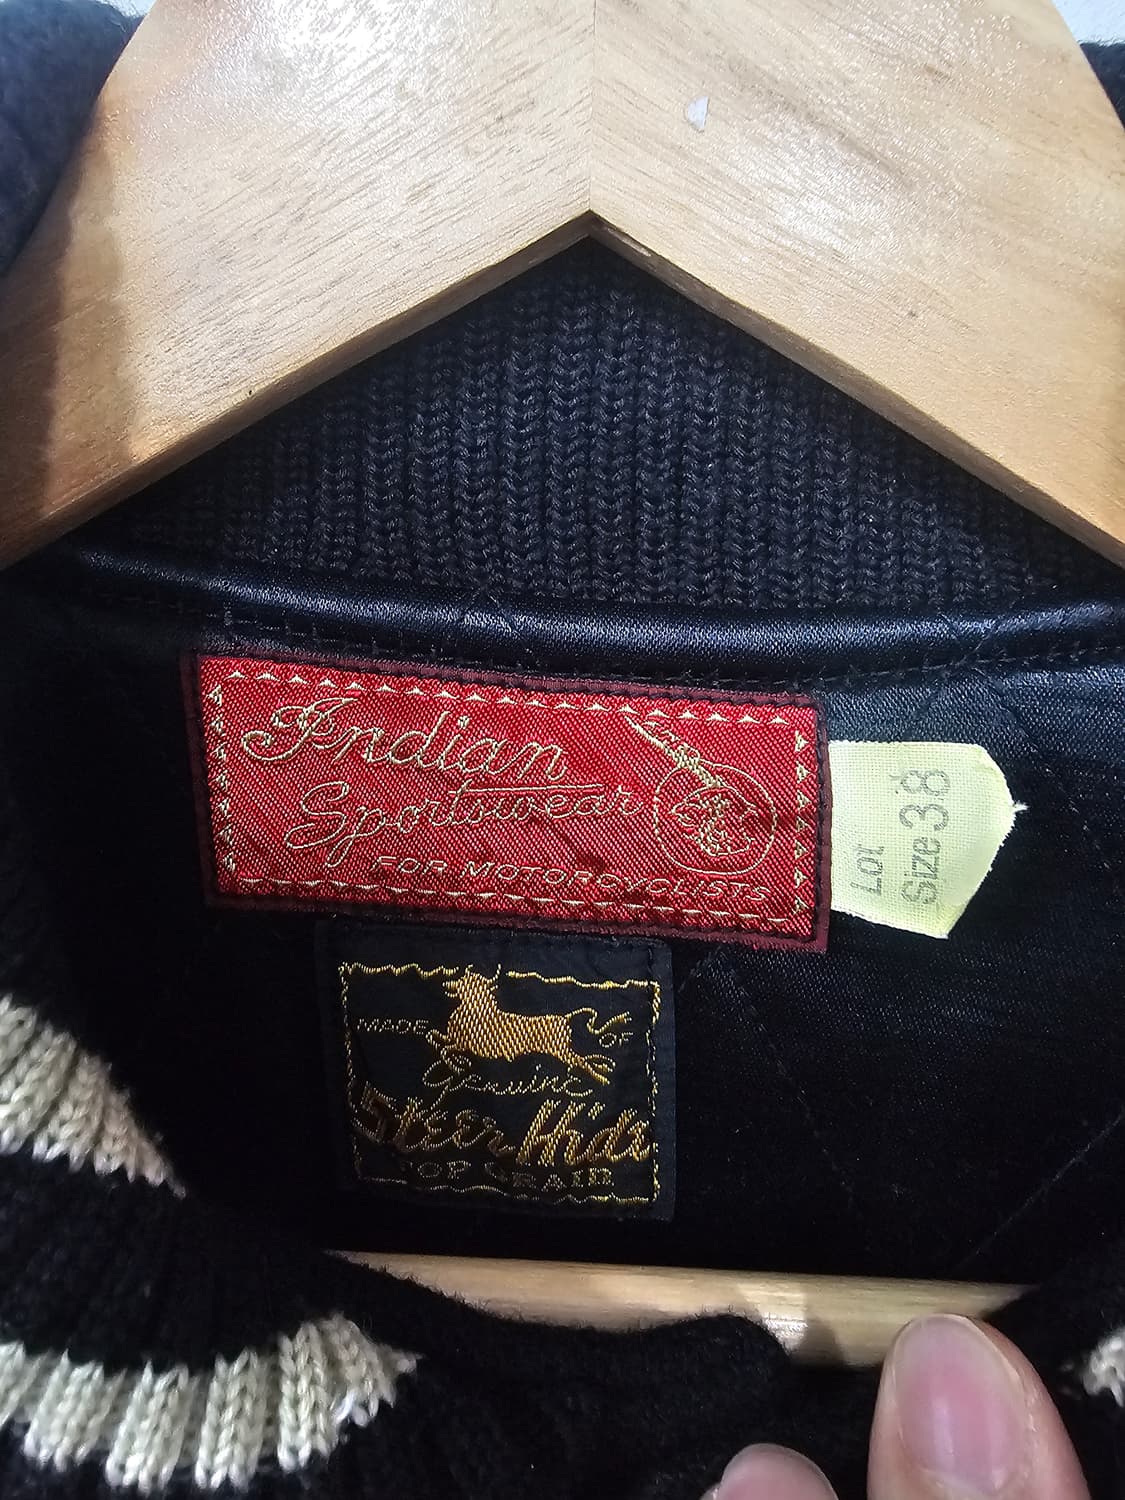 Indian
Sportswear
FOR MOTORCYCLISTS
Lot
Size 38
MADE OF
Genuine
Steer Hide
TOP GRAIN